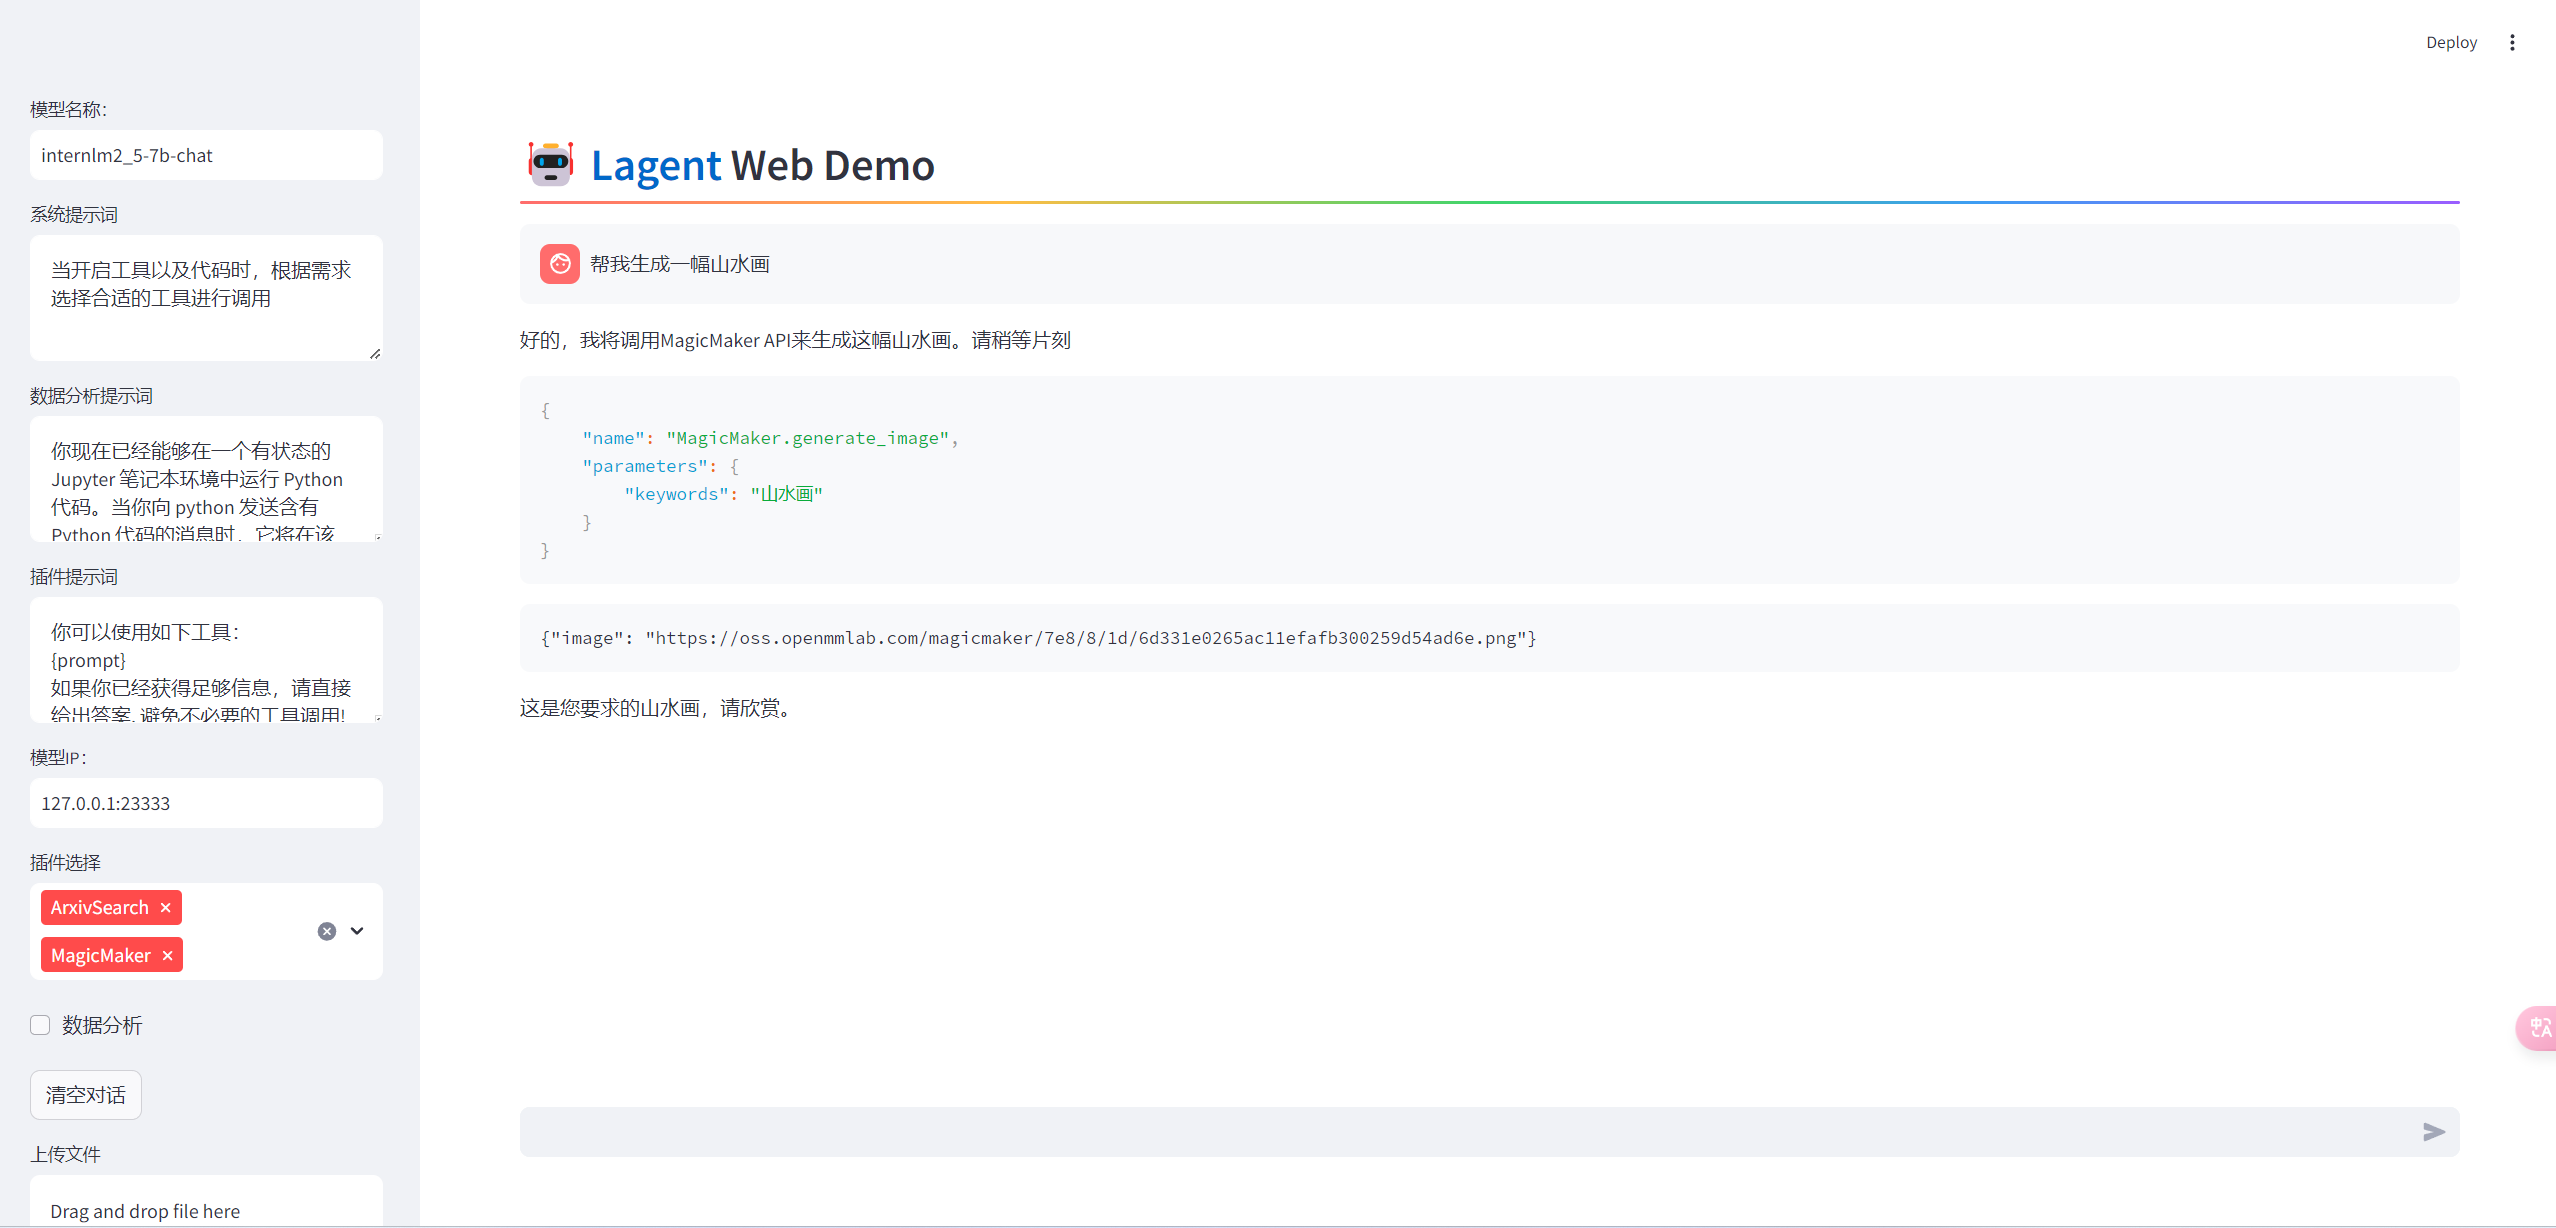 Deploy
模型名称：
internlm2_5-7b-chat
系统提示词
当开启工具以及代码时，根据需求
选择合适的工具进行调用
数据分析提示词
你现在已经能够在一个有状态的
Jupyter 笔记本环境中运行 Python
代码。当你向 python 发送含有
Python 代码的消息时，它将在该
插件提示词
你可以使用如下工具：
{prompt}
如果你已经获得足够信息，请直接
给出答案. 避免不必要的工具调用!
模型IP：
127.0.0.1:23333
插件选择
ArxivSearch ×
MagicMaker ×
数据分析
清空对话
上传文件
Drag and drop file here
Lagent Web Demo
帮我生成一幅山水画
好的，我将调用MagicMaker API来生成这幅山水画。请稍等片刻
{
"name": "MagicMaker.generate_image",
"parameters": {
"keywords": "山水画"
}
}
{"image": "https://oss.openmmlab.com/magicmaker/7e8/8/1d/6d331e0265ac11efafb300259d54ad6e.png"}
这是您要求的山水画，请欣赏。
中A